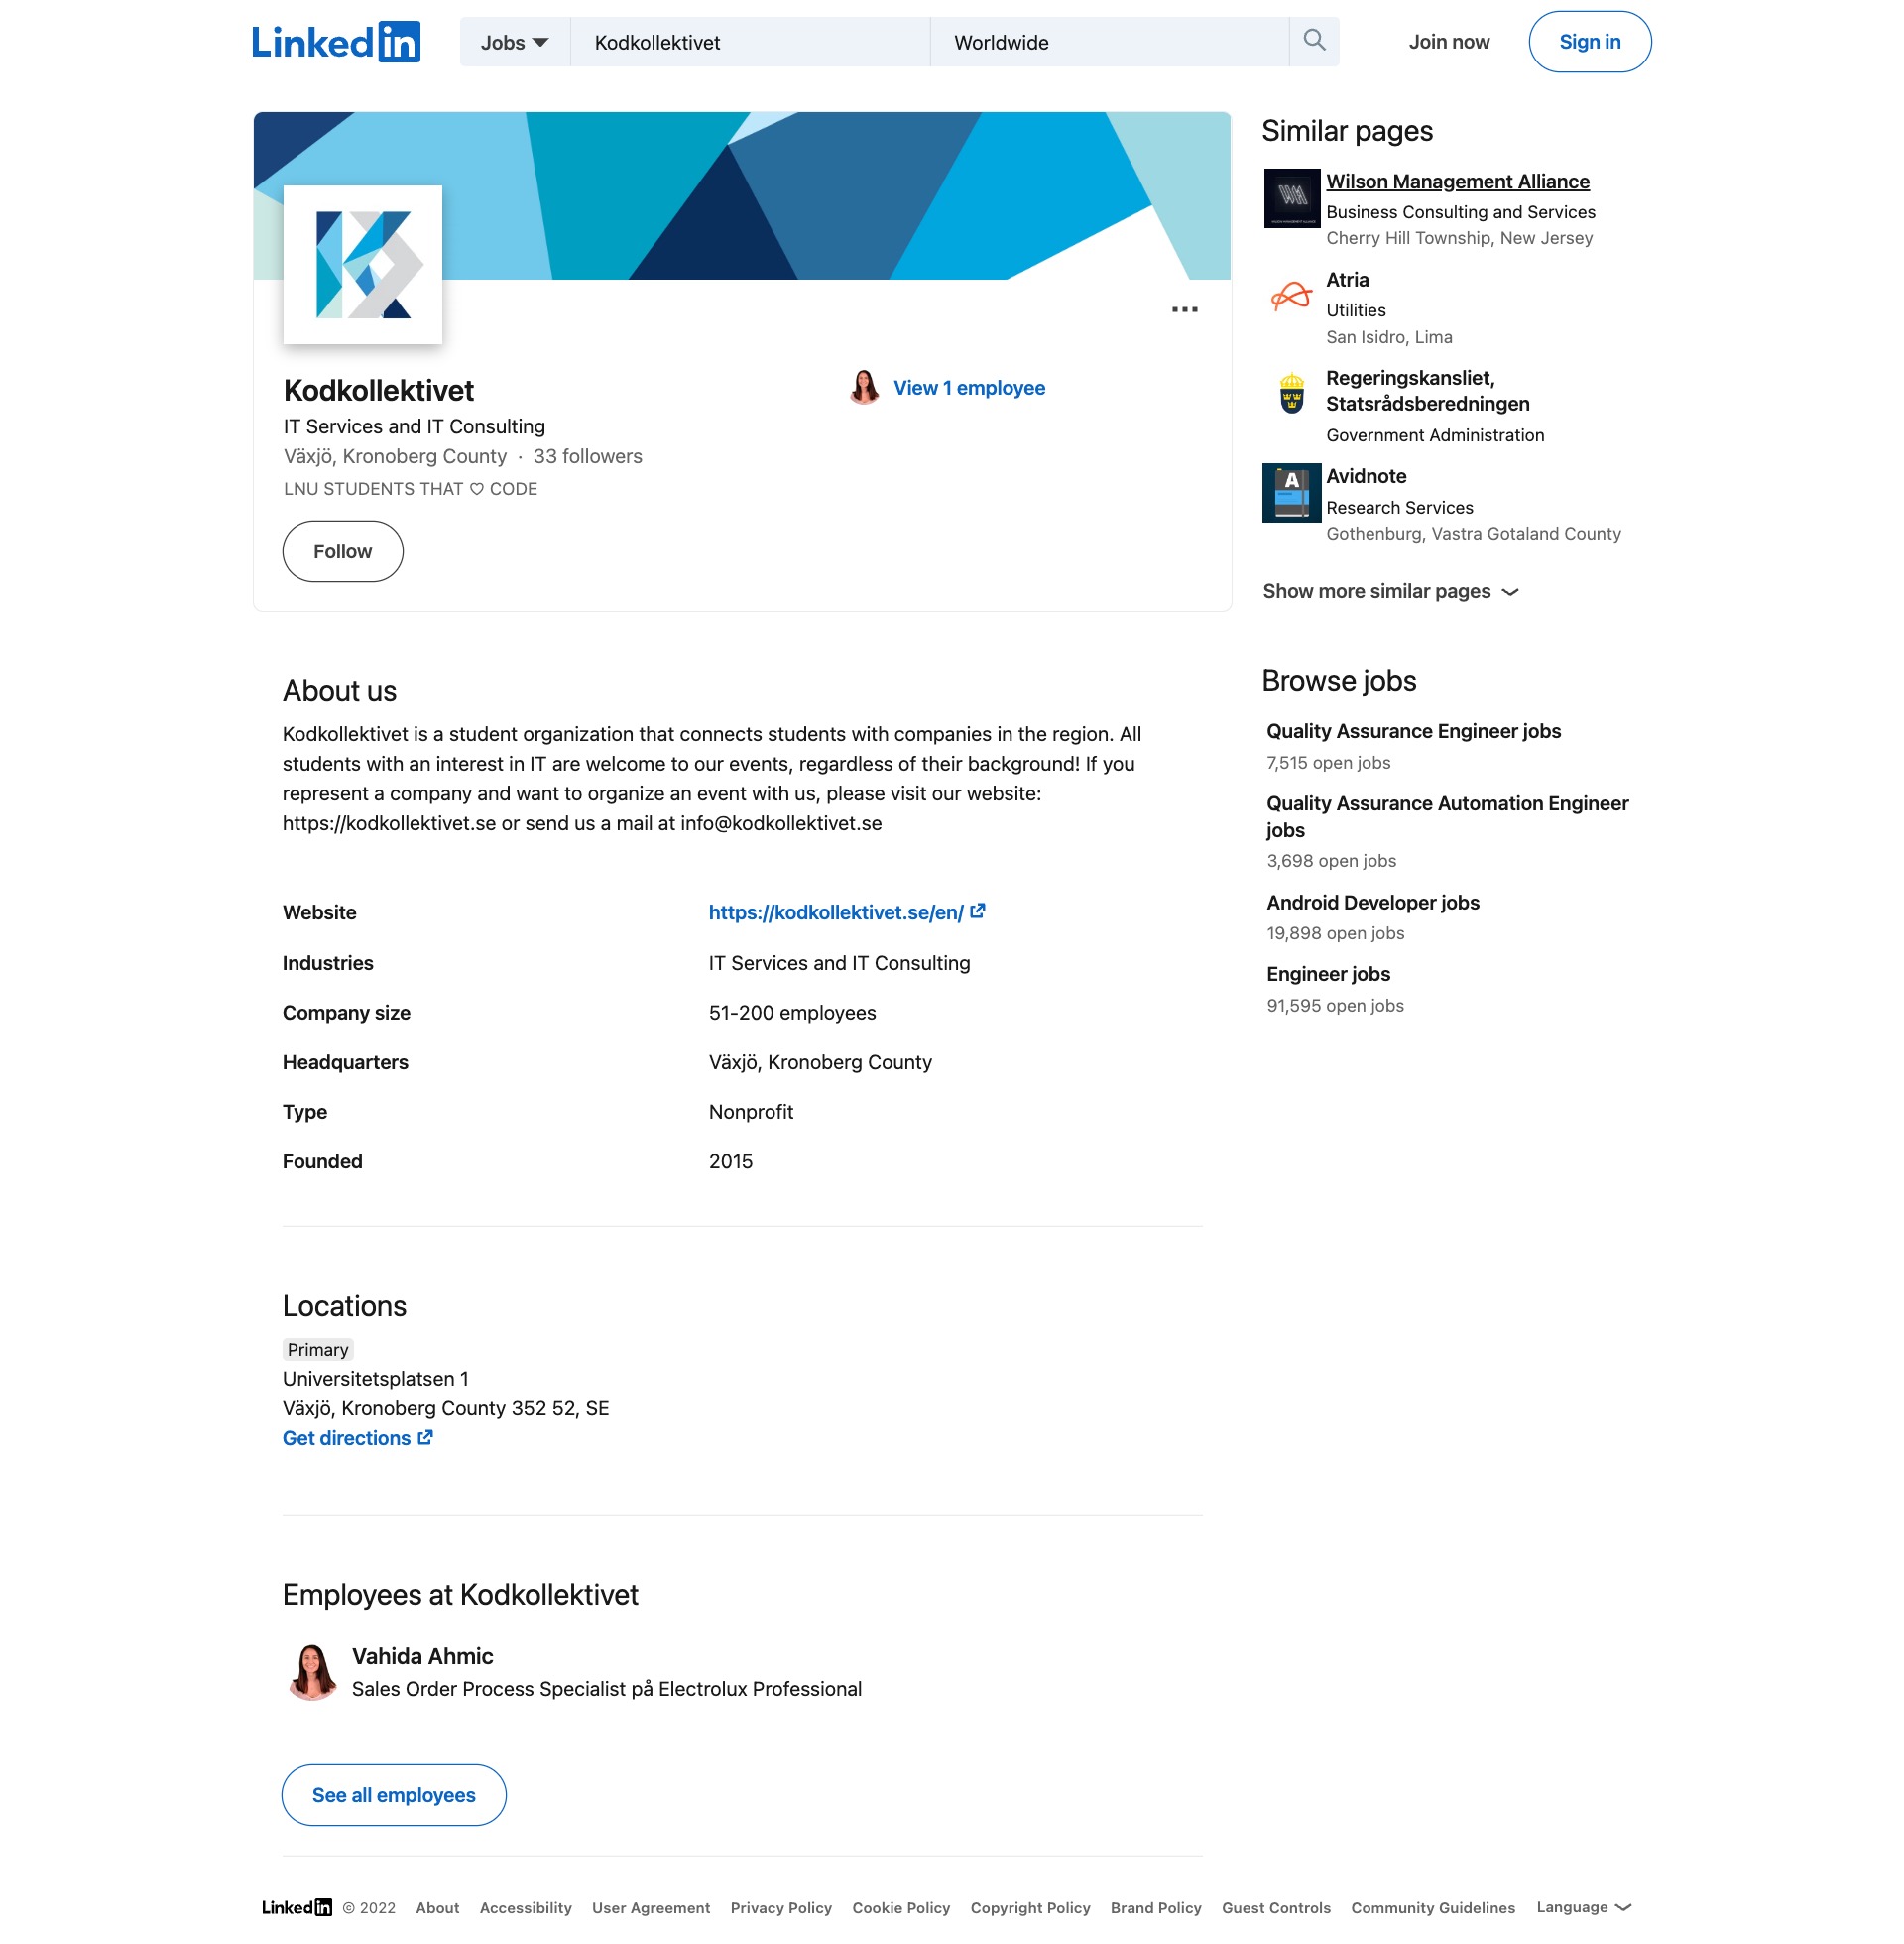 Linked in
Jobs
Kodkollektivet
Worldwide
Join now
Sign in
Kodkollektivet
View 1 employee
IT Services and IT Consulting
Växjö, Kronoberg County · 33 followers
LNU STUDENTS THAT ♡ CODE
Follow
Similar pages
Wilson Management Alliance
Business Consulting and Services
Cherry Hill Township, New Jersey
Atria
Utilities
San Isidro, Lima
Regeringskansliet,
Statsrådsberedningen
Government Administration
A
Avidnote
Research Services
Gothenburg, Vastra Gotaland County
Show more similar pages
About us
Kodkollektivet is a student organization that connects students with companies in the region. All
students with an interest in IT are welcome to our events, regardless of their background! If you
represent a company and want to organize an event with us, please visit our website:
https://kodkollektivet.se or send us a mail at info@kodkollektivet.se
Website
https://kodkollektivet.se/en/
Industries
IT Services and IT Consulting
Company size
51-200 employees
Headquarters
Växjö, Kronoberg County
Type
Nonprofit
Founded
2015
Browse jobs
Quality Assurance Engineer jobs
7,515 open jobs
Quality Assurance Automation Engineer
jobs
3,698 open jobs
Android Developer jobs
19,898 open jobs
Engineer jobs
91,595 open jobs
Locations
Primary
Universitetsplatsen 1
Växjö, Kronoberg County 352 52, SE
Get directions
Employees at Kodkollektivet
Vahida Ahmic
Sales Order Process Specialist på Electrolux Professional
See all employees
Linked in © 2022 About Accessibility User Agreement Privacy Policy Cookie Policy Copyright Policy Brand Policy Guest Controls Community Guidelines Language